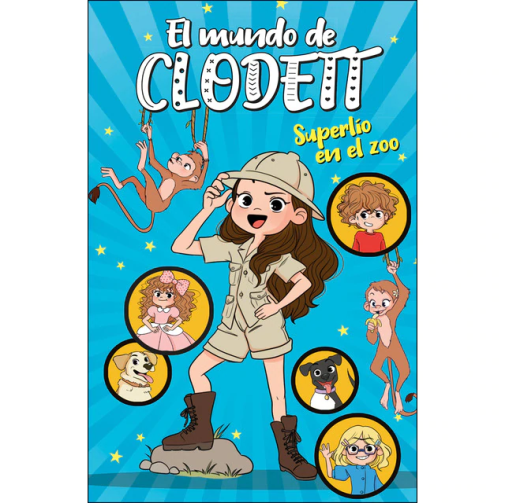 El mundo de
CLODETT
Superlío
en el zoo